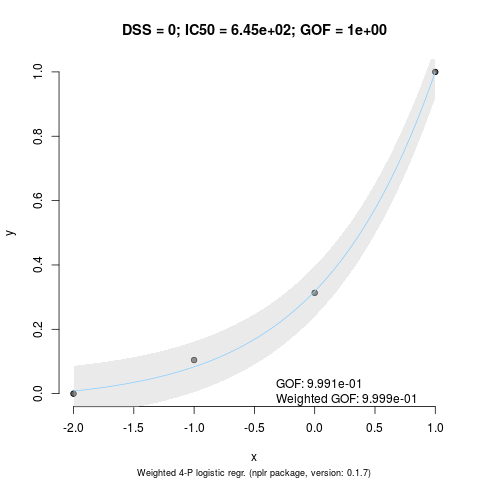 DSS = 0; IC50 = 6.45e+02; GOF = 1e+00
y
1.0
0.8
0.6
0.4
0.2
0.0
GOF: 9.991e-01
Weighted GOF: 9.999e-01
-2.0 -1.5 -1.0 -0.5 0.0 0.5 1.0
x
Weighted 4-P logistic regr. (nplr package, version: 0.1.7)